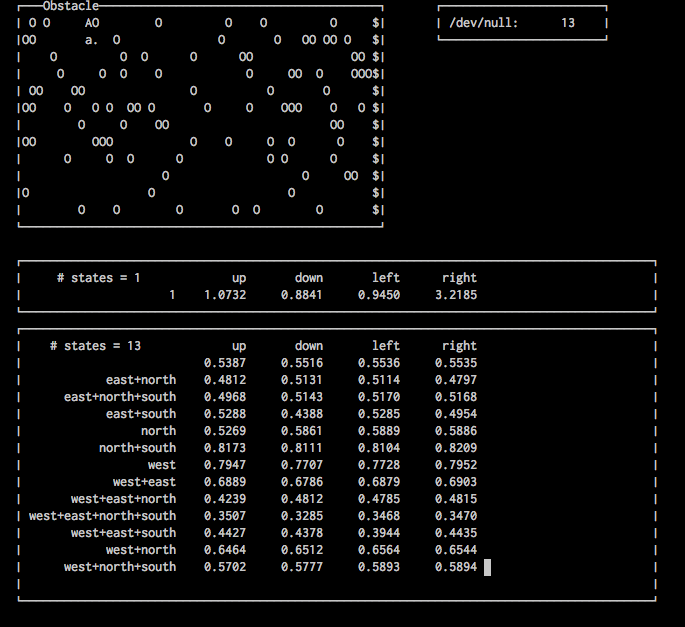 Obstacle
O O     AO        O         O    O         O     $
OO       a.  O              O       O   OO OO O   $
    O         O  O      O      OO              OO $
     O     O  O   O            O     OO  O    OOO$
 OO    OO               O          O       O      $
OO    O   O O  OO O       O     O    OOO    O   O $
        O     O    OO                       OO    $
OO        OOO           O    O     O  O      O    $
      O     O  O      O            O O      O     $
                    O                   O     OO  $
O                 O                   O           $
        O    O        O       O  O        O       $
/dev/null:      13
# states = 1 up down left right
1 1.0732 0.8841 0.9450 3.2185
# states = 13 up down left right
0.5387 0.5516 0.5536 0.5535
east+north 0.4812 0.5131 0.5114 0.4797
east+north+south 0.4968 0.5143 0.5170 0.5168
east+south 0.5288 0.4388 0.5285 0.4954
north 0.5269 0.5861 0.5889 0.5886
north+south 0.8173 0.8111 0.8104 0.8209
west 0.7947 0.7707 0.7728 0.7952
west+east 0.6889 0.6786 0.6879 0.6903
west+east+north 0.4239 0.4812 0.4785 0.4815
west+east+north+south 0.3507 0.3285 0.3468 0.3470
west+east+south 0.4427 0.4378 0.3944 0.4435
west+north 0.6464 0.6512 0.6564 0.6544
west+north+south 0.5702 0.5777 0.5893 0.5894